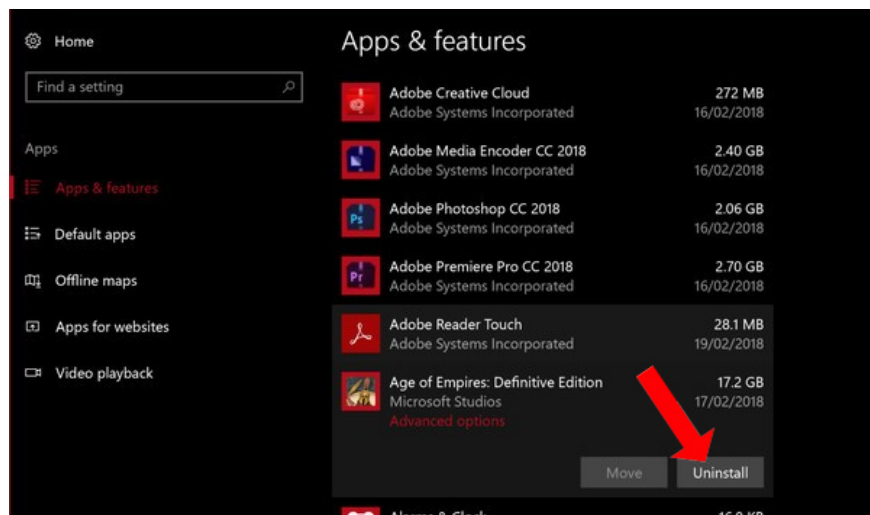 Home
Find a setting
Apps
Apps & features
Default apps
Offline maps
Apps for websites
Video playback
Apps & features
Adobe Creative Cloud 272 MB
Adobe Systems Incorporated 16/02/2018
Adobe Media Encoder CC 2018 2.40 GB
Adobe Systems Incorporated 16/02/2018
Ps Adobe Photoshop CC 2018 2.06 GB
Adobe Systems Incorporated 16/02/2018
Pr Adobe Premiere Pro CC 2018 2.70 GB
Adobe Systems Incorporated 16/02/2018
Adobe Reader Touch 28.1 MB
Adobe Systems Incorporated 19/02/2018
Age of Empires: Definitive Edition 17.2 GB
Microsoft Studios 17/02/2018
Advanced options
Move Uninstall
Alarms & Clock